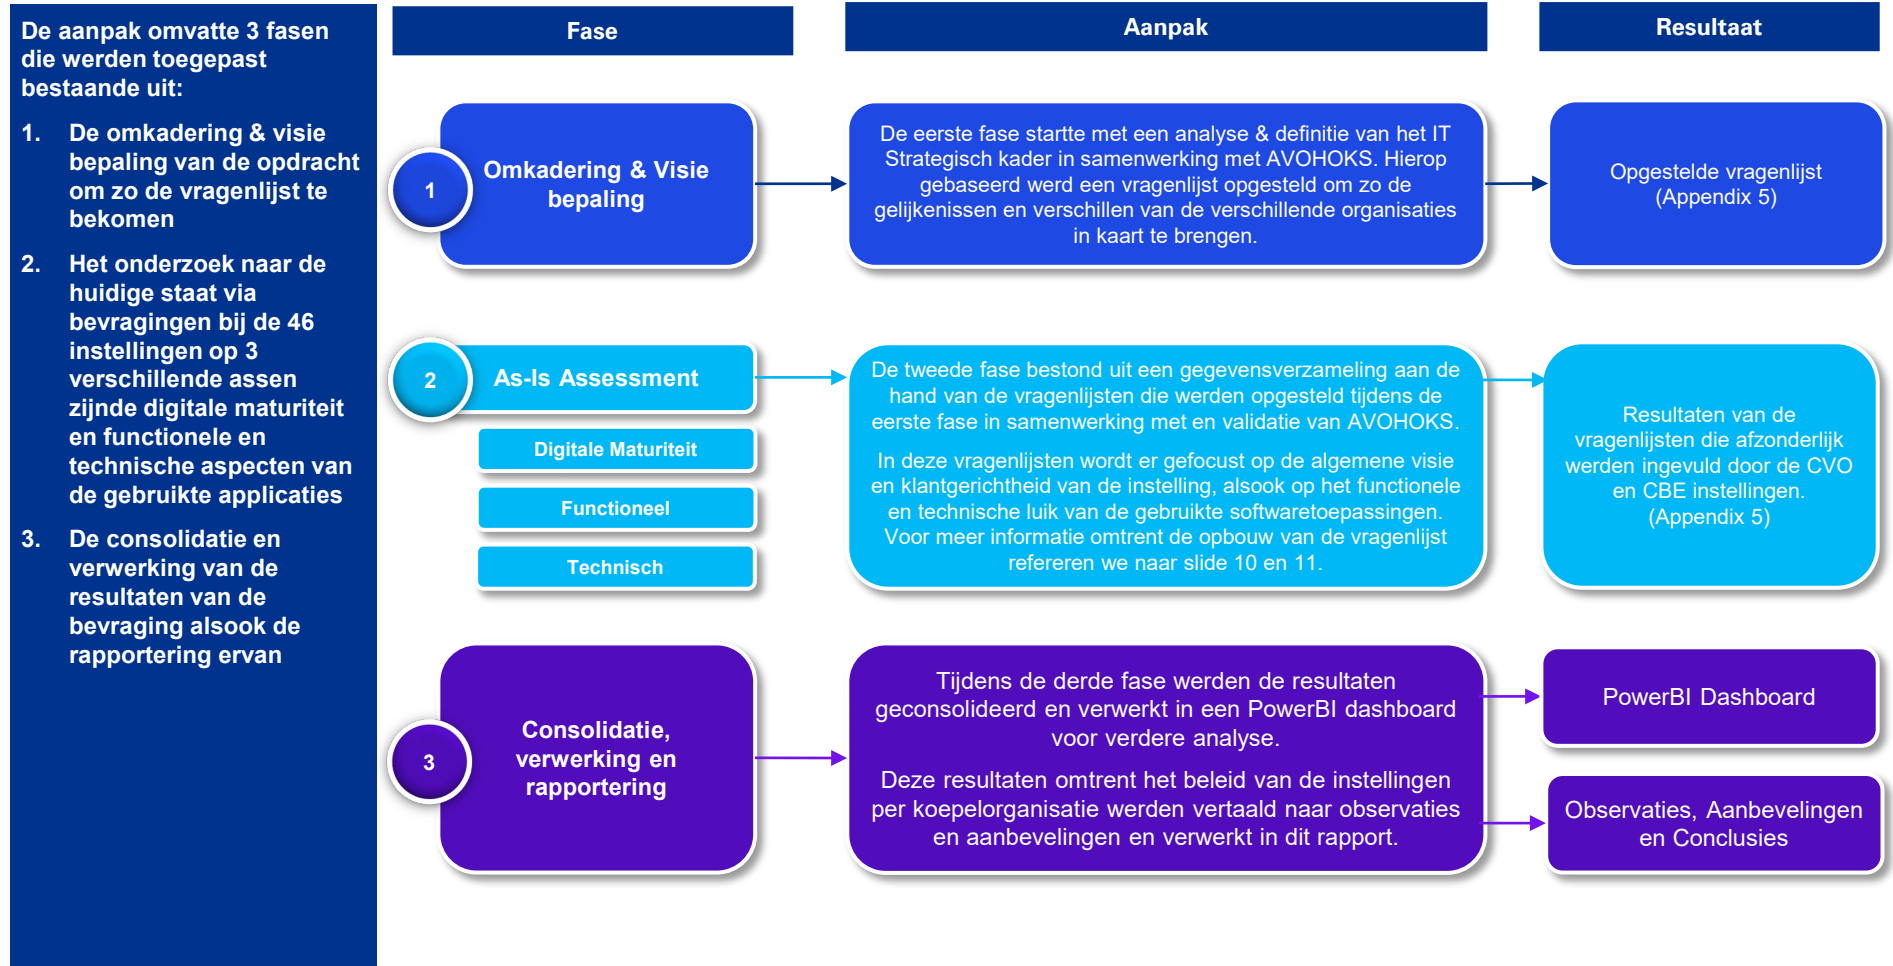 De aanpak omvatte 3 fasen
die werden toegepast
bestaande uit:
1. De omkadering & visie
bepaling van de opdracht
om zo de vragenlijst te
bekomen
2. Het onderzoek naar de
huidige staat via
bevragingen bij de 46
instellingen op 3
verschillende assen
zijnde digitale maturiteit
en functionele en
technische aspecten van
de gebruikte applicaties
3. De consolidatie en
verwerking van de
resultaten van de
bevraging alsook de
rapportering ervan
Fase
Aanpak
Resultaat
1
Omkadering & Visie
bepaling
De eerste fase startte met een analyse & definitie van het IT
Strategisch kader in samenwerking met AVOHOKS. Hierop
gebaseerd werd een vragenlijst opgesteld om zo de
gelijkenissen en verschillen van de verschillende organisaties
in kaart te brengen.
Opgestelde vragenlijst
(Appendix 5)
2
As-Is Assessment
Digitale Maturiteit
Functioneel
Technisch
De tweede fase bestond uit een gegevensverzameling aan de
hand van de vragenlijsten die werden opgesteld tijdens de
eerste fase in samenwerking met en validatie van AVOHOKS.
In deze vragenlijsten wordt er gefocust op de algemene visie
en klantgerichtheid van de instelling, alsook op het functionele
en technische luik van de gebruikte softwaretoepassingen.
Voor meer informatie omtrent de opbouw van de vragenlijst
refereren we naar slide 10 en 11.
Resultaten van de
vragenlijsten die afzonderlijk
werden ingevuld door de CVO
en CBE instellingen.
(Appendix 5)
3
Consolidatie,
verwerking en
rapportering
Tijdens de derde fase werden de resultaten
geconsolideerd en verwerkt in een PowerBI dashboard
voor verdere analyse.
Deze resultaten omtrent het beleid van de instellingen
per koepelorganisatie werden vertaald naar observaties
en aanbevelingen en verwerkt in dit rapport.
PowerBI Dashboard
Observaties, Aanbevelingen
en Conclusies